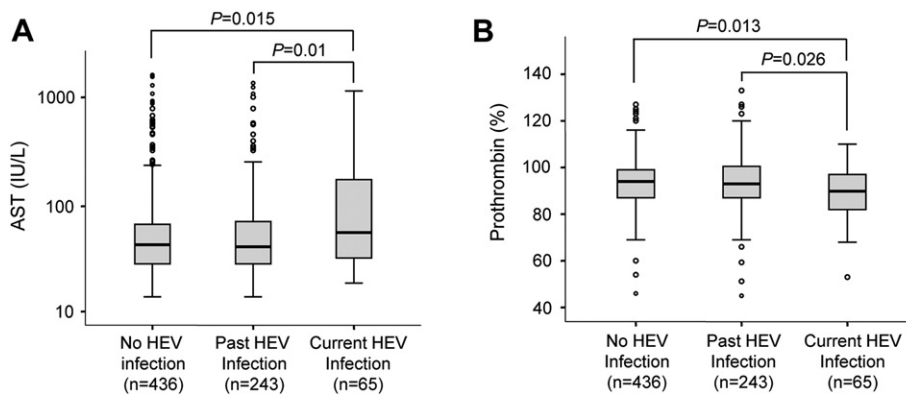 A
P=0.015
P=0.01
AST (IU/L)
1000
100
10
No HEV
infection
(n=436)
Past HEV
Infection
(n=243)
Current HEV
Infection
(n=65)
B
P=0.013
P=0.026
Prothrombin (%)
140
120
100
80
60
40
No HEV
Infection
(n=436)
Past HEV
Infection
(n=243)
Current HEV
Infection
(n=65)